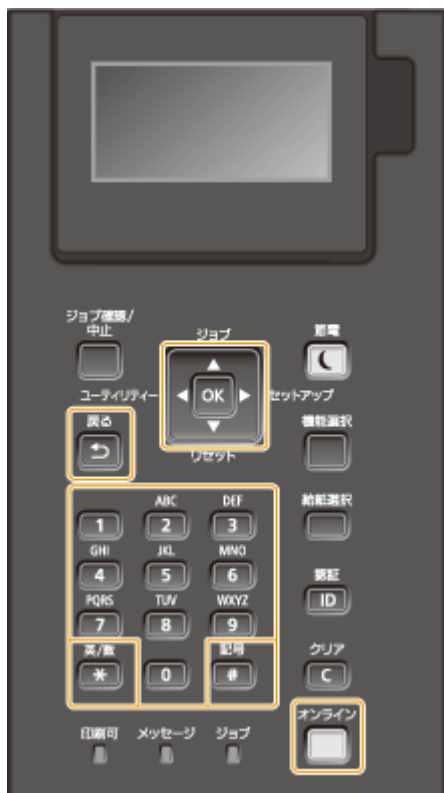 ジョブ確認/
中止
ジョブ
節電
ユーティリティー
OK
セットアップ
戻る
リセット
機能選択
ABC
DEF
給紙選択
1
2
3
GHI
JKL
MNO
4
5
6
認証
ID
PQRS
TUV
WXYZ
7
8
9
英/数
記号
クリア
*
0
#
C
オンライン
印刷可
メッセージ
ジョブ